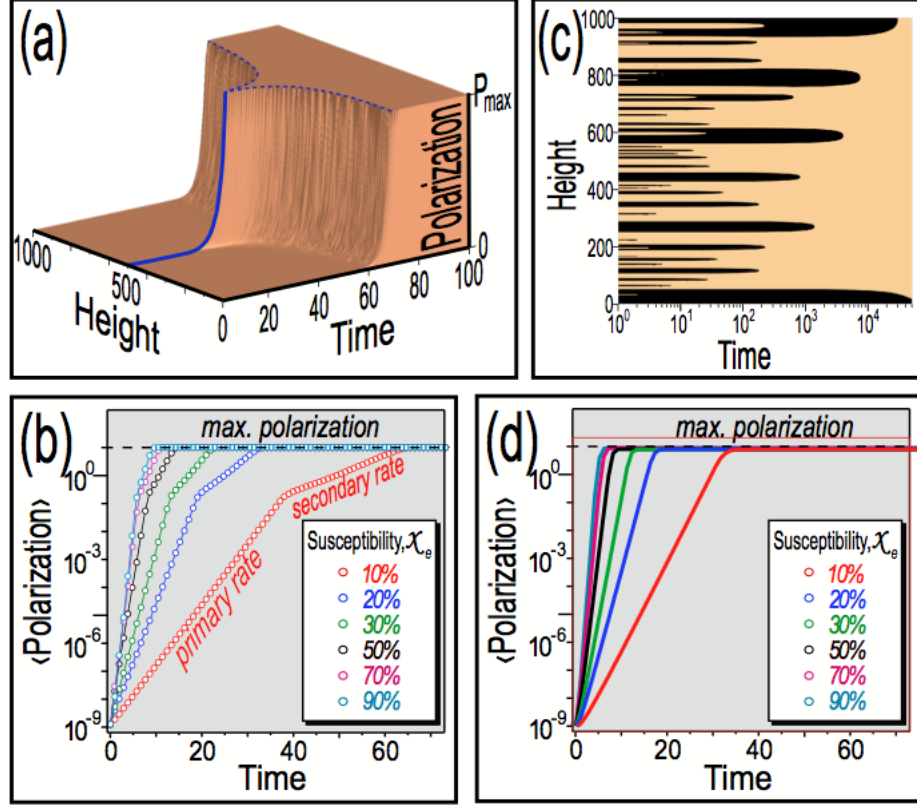 (a)
P_max
Polarization
0
1000
500
0
Height
0
20
40
60
80
100
Time
(c)
1000
800
600
400
200
0
Height
10^0
10^1
10^2
10^3
10^4
Time
(b)
max. polarization
⟨Polarization⟩
10^0
10^-3
10^-6
10^-9
primary rate
secondary rate
Susceptibility, χ_e
10%
20%
30%
50%
70%
90%
0
20
40
60
Time
(d)
max. polarization
⟨Polarization⟩
10^0
10^-3
10^-6
10^-9
Susceptibility, χ_e
10%
20%
30%
50%
70%
90%
0
20
40
60
Time